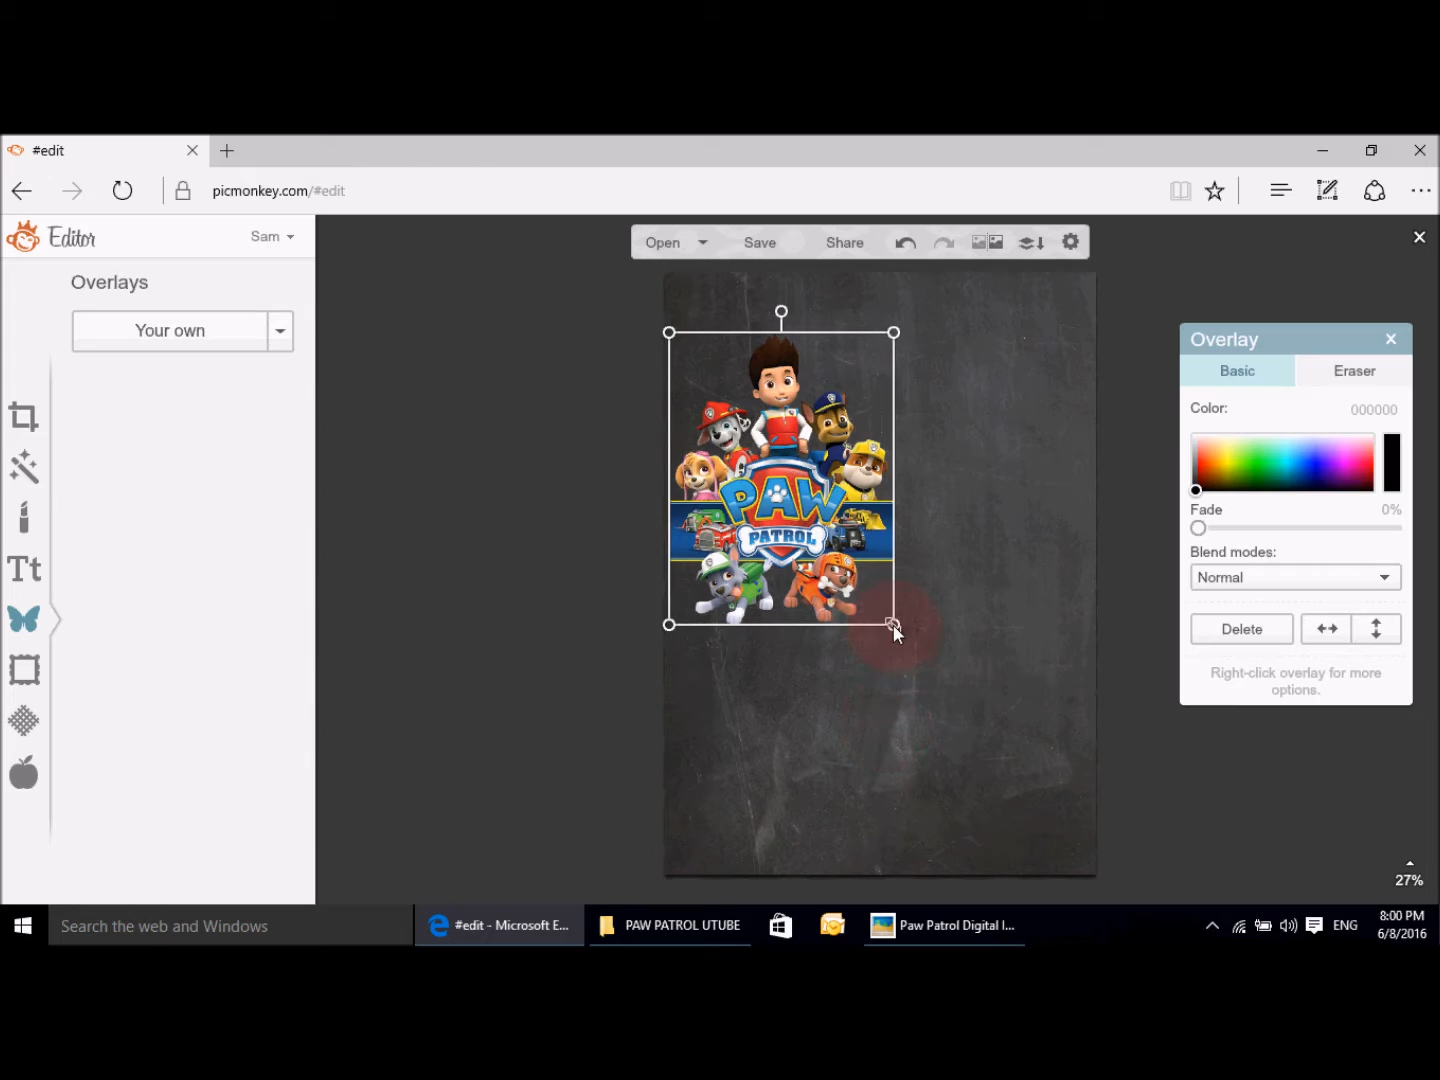 #edit
picmonkey.com/#edit
Editor
Sam
Open Save Share
Overlays
Your own
Tt
PAW
PATROL
Overlay
Basic Eraser
Color: 000000
Fade 0%
Blend modes:
Normal
Delete
Right-click overlay for more
options.
27%
Search the web and Windows
#edit - Microsoft E...
PAW PATROL UTUBE
Paw Patrol Digital I...
ENG
8:00 PM
6/8/2016